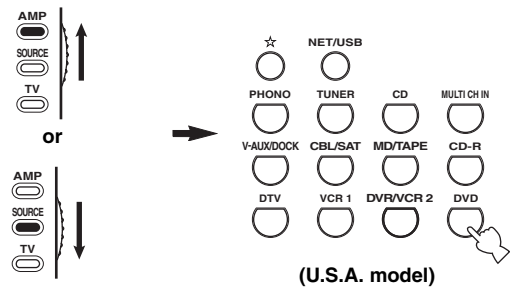 AMP
SOURCE
TV
or
AMP
SOURCE
TV
☆ NET/USB
PHONO TUNER CD MULTI CH IN
V-AUX/DOCK CBL/SAT MD/TAPE CD-R
DTV VCR 1 DVR/VCR 2 DVD
(U.S.A. model)